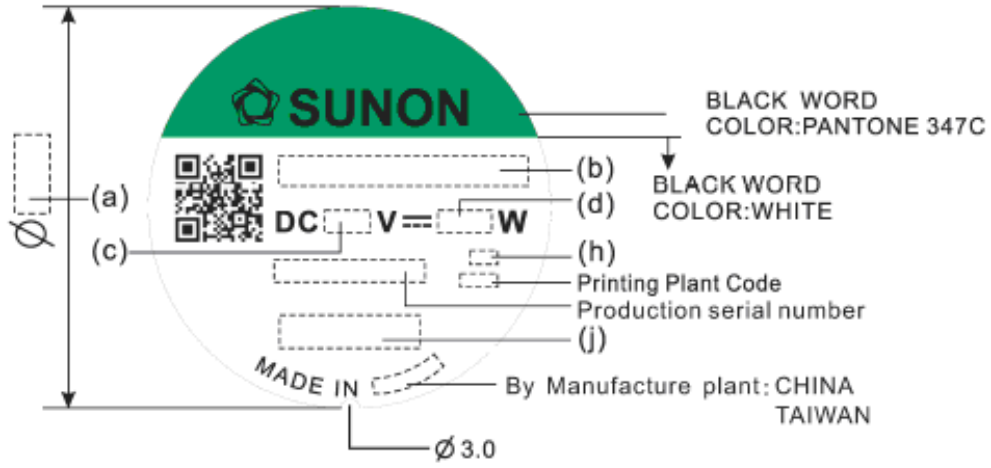 SUNON
BLACK WORD
COLOR:PANTONE 347C
(a)
(b)
BLACK WORD
COLOR:WHITE
DC V W
(d)
(c)
(h)
Printing Plant Code
Production serial number
(j)
MADE IN
By Manufacture plant: CHINA
TAIWAN
Ø
Ø 3.0